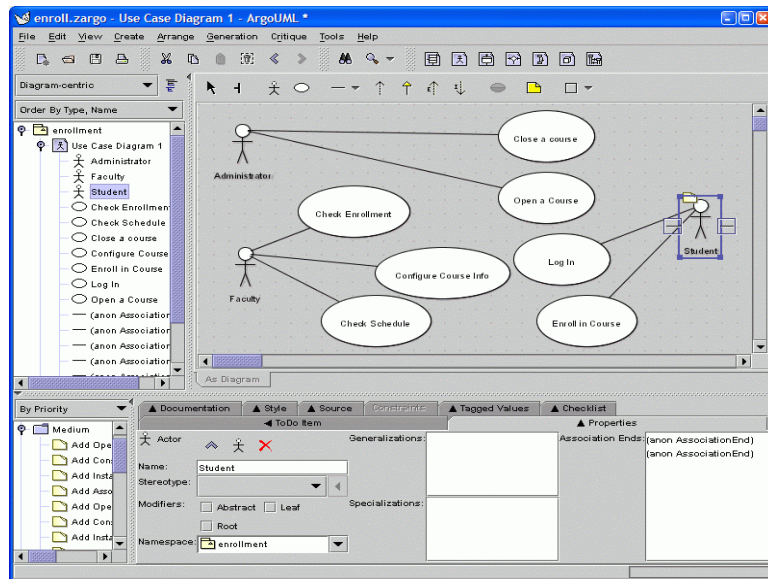 enroll.zargo - Use Case Diagram 1 - ArgoUML *
File Edit View Create Arrange Generation Critique Tools Help
Diagram-centric
Order By Type, Name
enrollment
Use Case Diagram 1
Administrator
Faculty
Student
Check Enrollment
Check Schedule
Close a course
Configure Course
Enroll in Course
Log In
Open a Course
(anon Association
(anon Association
(anon Association
(anon Association
Close a course
Administrator
Open a Course
Check Enrollment
Student
Log In
Configure Course Info
Faculty
Check Schedule
Enroll in Course
As Diagram
By Priority
Medium
Add Ope
Add Cons
Add Insta
Add Asso
Add Ope
Add Cons
Add Insta
▲ Documentation ▲ Style ▲ Source Constraints ▲ Tagged Values ▲ Checklist
◀ ToDo Item ▲ Properties
Actor
Name: Student
Stereotype:
Modifiers: Abstract Leaf
Root
Namespace: enrollment
Generalizations:
Specializations:
Association Ends: (anon AssociationEnd)
(anon AssociationEnd)